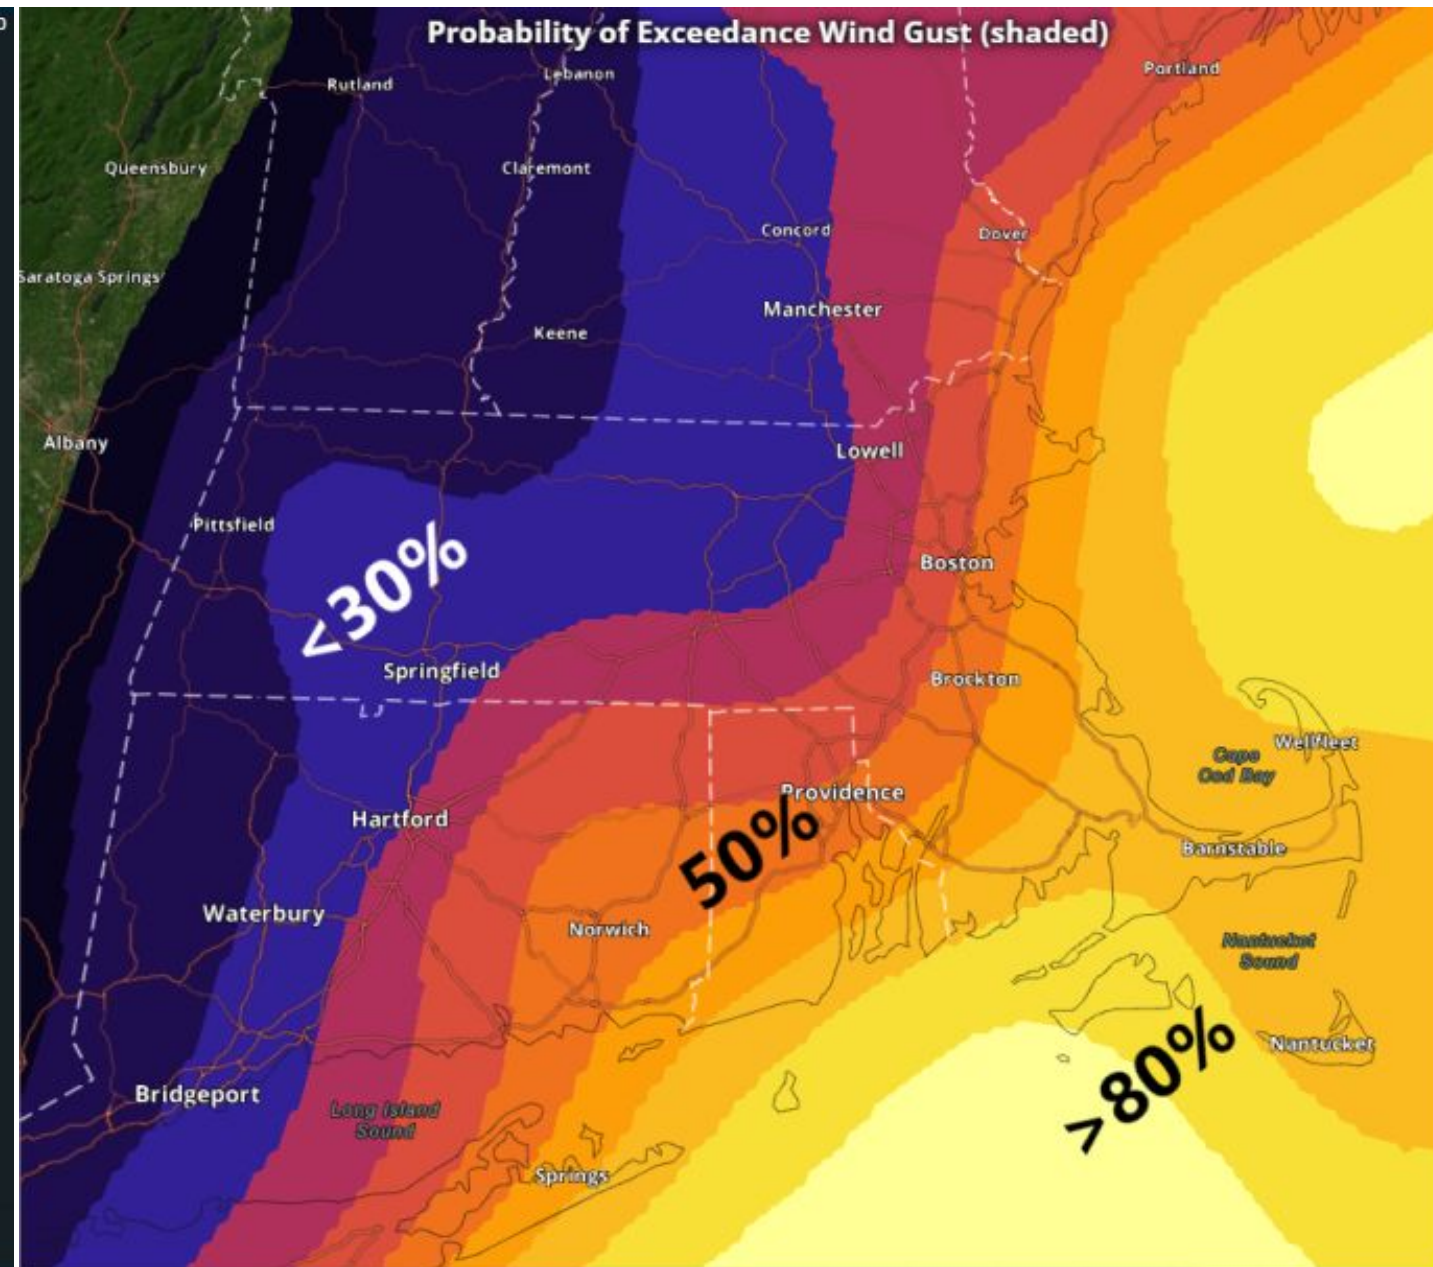 Probability of Exceedance Wind Gust (shaded)
Portland
Rutland
Lebanon
Queensbury
Claremont
Concord
Dover
Saratoga Springs
Manchester
Keene
Albany
Lowell
Pittsfield
<30%
Boston
Springfield
Brockton
Wellfleet
Cape
Cod Bay
Providence
Hartford
50%
Barnstable
Waterbury
Norwich
Nantucket
Sound
>80%
Nantucket
Bridgeport
Long Island
Sound
Springs